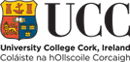 UCC
University College Cork, Ireland
Coláiste na hOllscoile Corcaigh